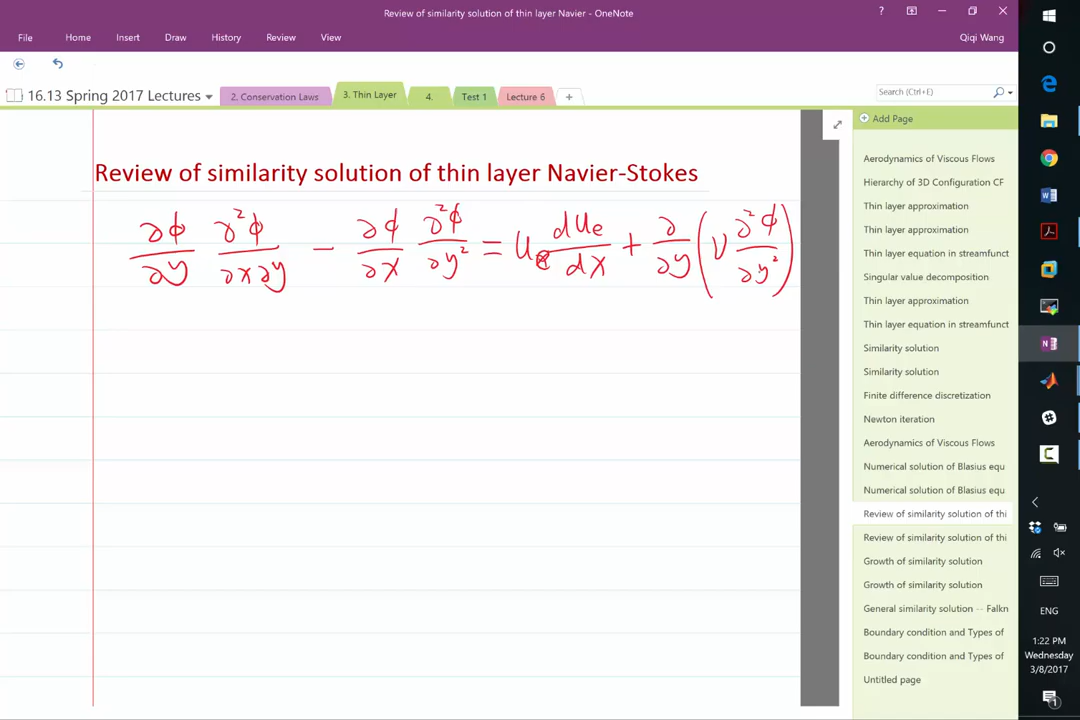 Review of similarity solution of thin layer Navier - OneNote
?
File Home Insert Draw History Review View
Qiqi Wang
16.13 Spring 2017 Lectures
2. Conservation Laws
3. Thin Layer
4.
Test 1
Lecture 6
+
Search (Ctrl+E)
Add Page
Review of similarity solution of thin layer Navier-Stokes
∂ϕ/∂y ∂²ϕ/∂x∂y − ∂ϕ/∂x ∂²ϕ/∂y² = ue due/dx + ∂/∂y (ν ∂²ϕ/∂y²)
Aerodynamics of Viscous Flows
Hierarchy of 3D Configuration CF
Thin layer approximation
Thin layer approximation
Thin layer equation in streamfunct
Singular value decomposition
Thin layer approximation
Thin layer equation in streamfunct
Similarity solution
Similarity solution
Finite difference discretization
Newton iteration
Aerodynamics of Viscous Flows
Numerical solution of Blasius equ
Numerical solution of Blasius equ
Review of similarity solution of thi
Review of similarity solution of thi
Growth of similarity solution
Growth of similarity solution
General similarity solution -- Falkn
Boundary condition and Types of
Boundary condition and Types of
Untitled page
ENG
1:22 PM
Wednesday
3/8/2017
1